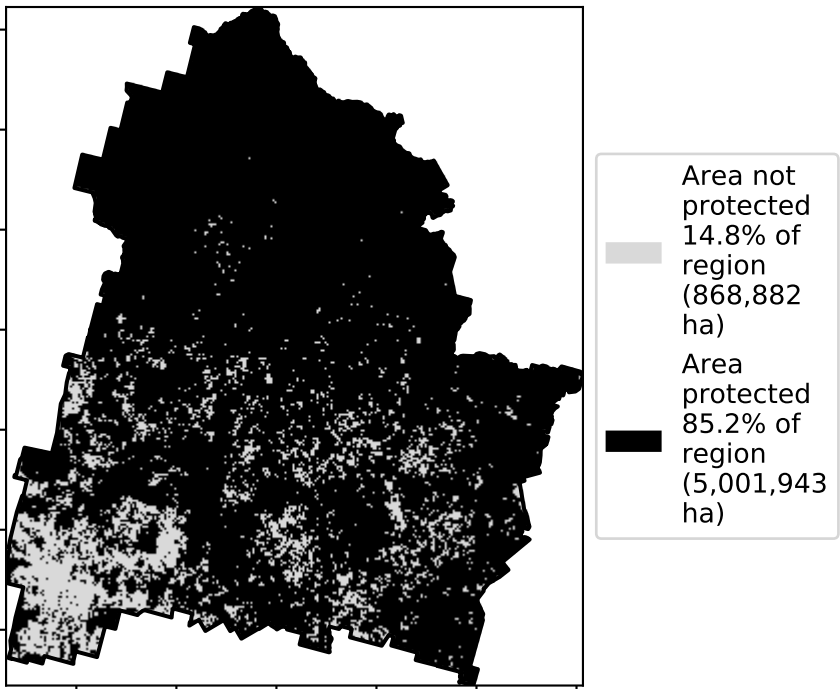 Area not
protected
14.8% of
region
(868,882
ha)
Area
protected
85.2% of
region
(5,001,943
ha)